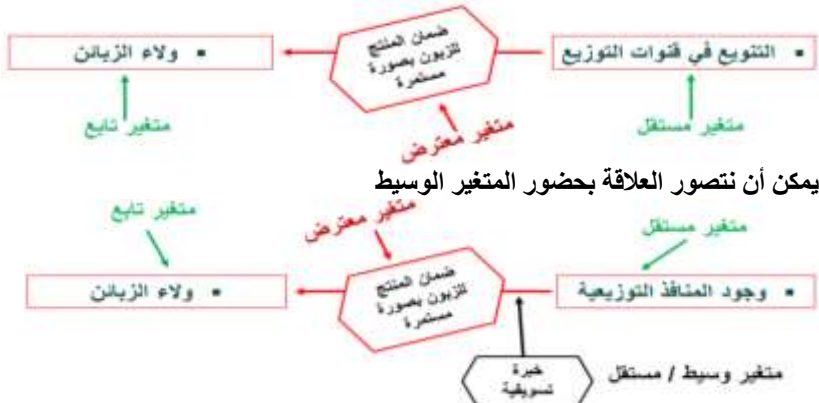 ▪ التنويع في قنوات التوزيع
ضمان المنتج
للزبون بصورة
مستمرة
▪ ولاء الزبائن
متغير مستقل
متغير معترض
متغير تابع
يمكن أن نتصور العلاقة بحضور المتغير الوسيط
متغير مستقل
متغير معترض
متغير تابع
▪ وجود المنافذ التوزيعية
ضمان المنتج
للزبون بصورة
مستمرة
▪ ولاء الزبائن
متغير وسيط / مستقل
خبرة
تسويقية